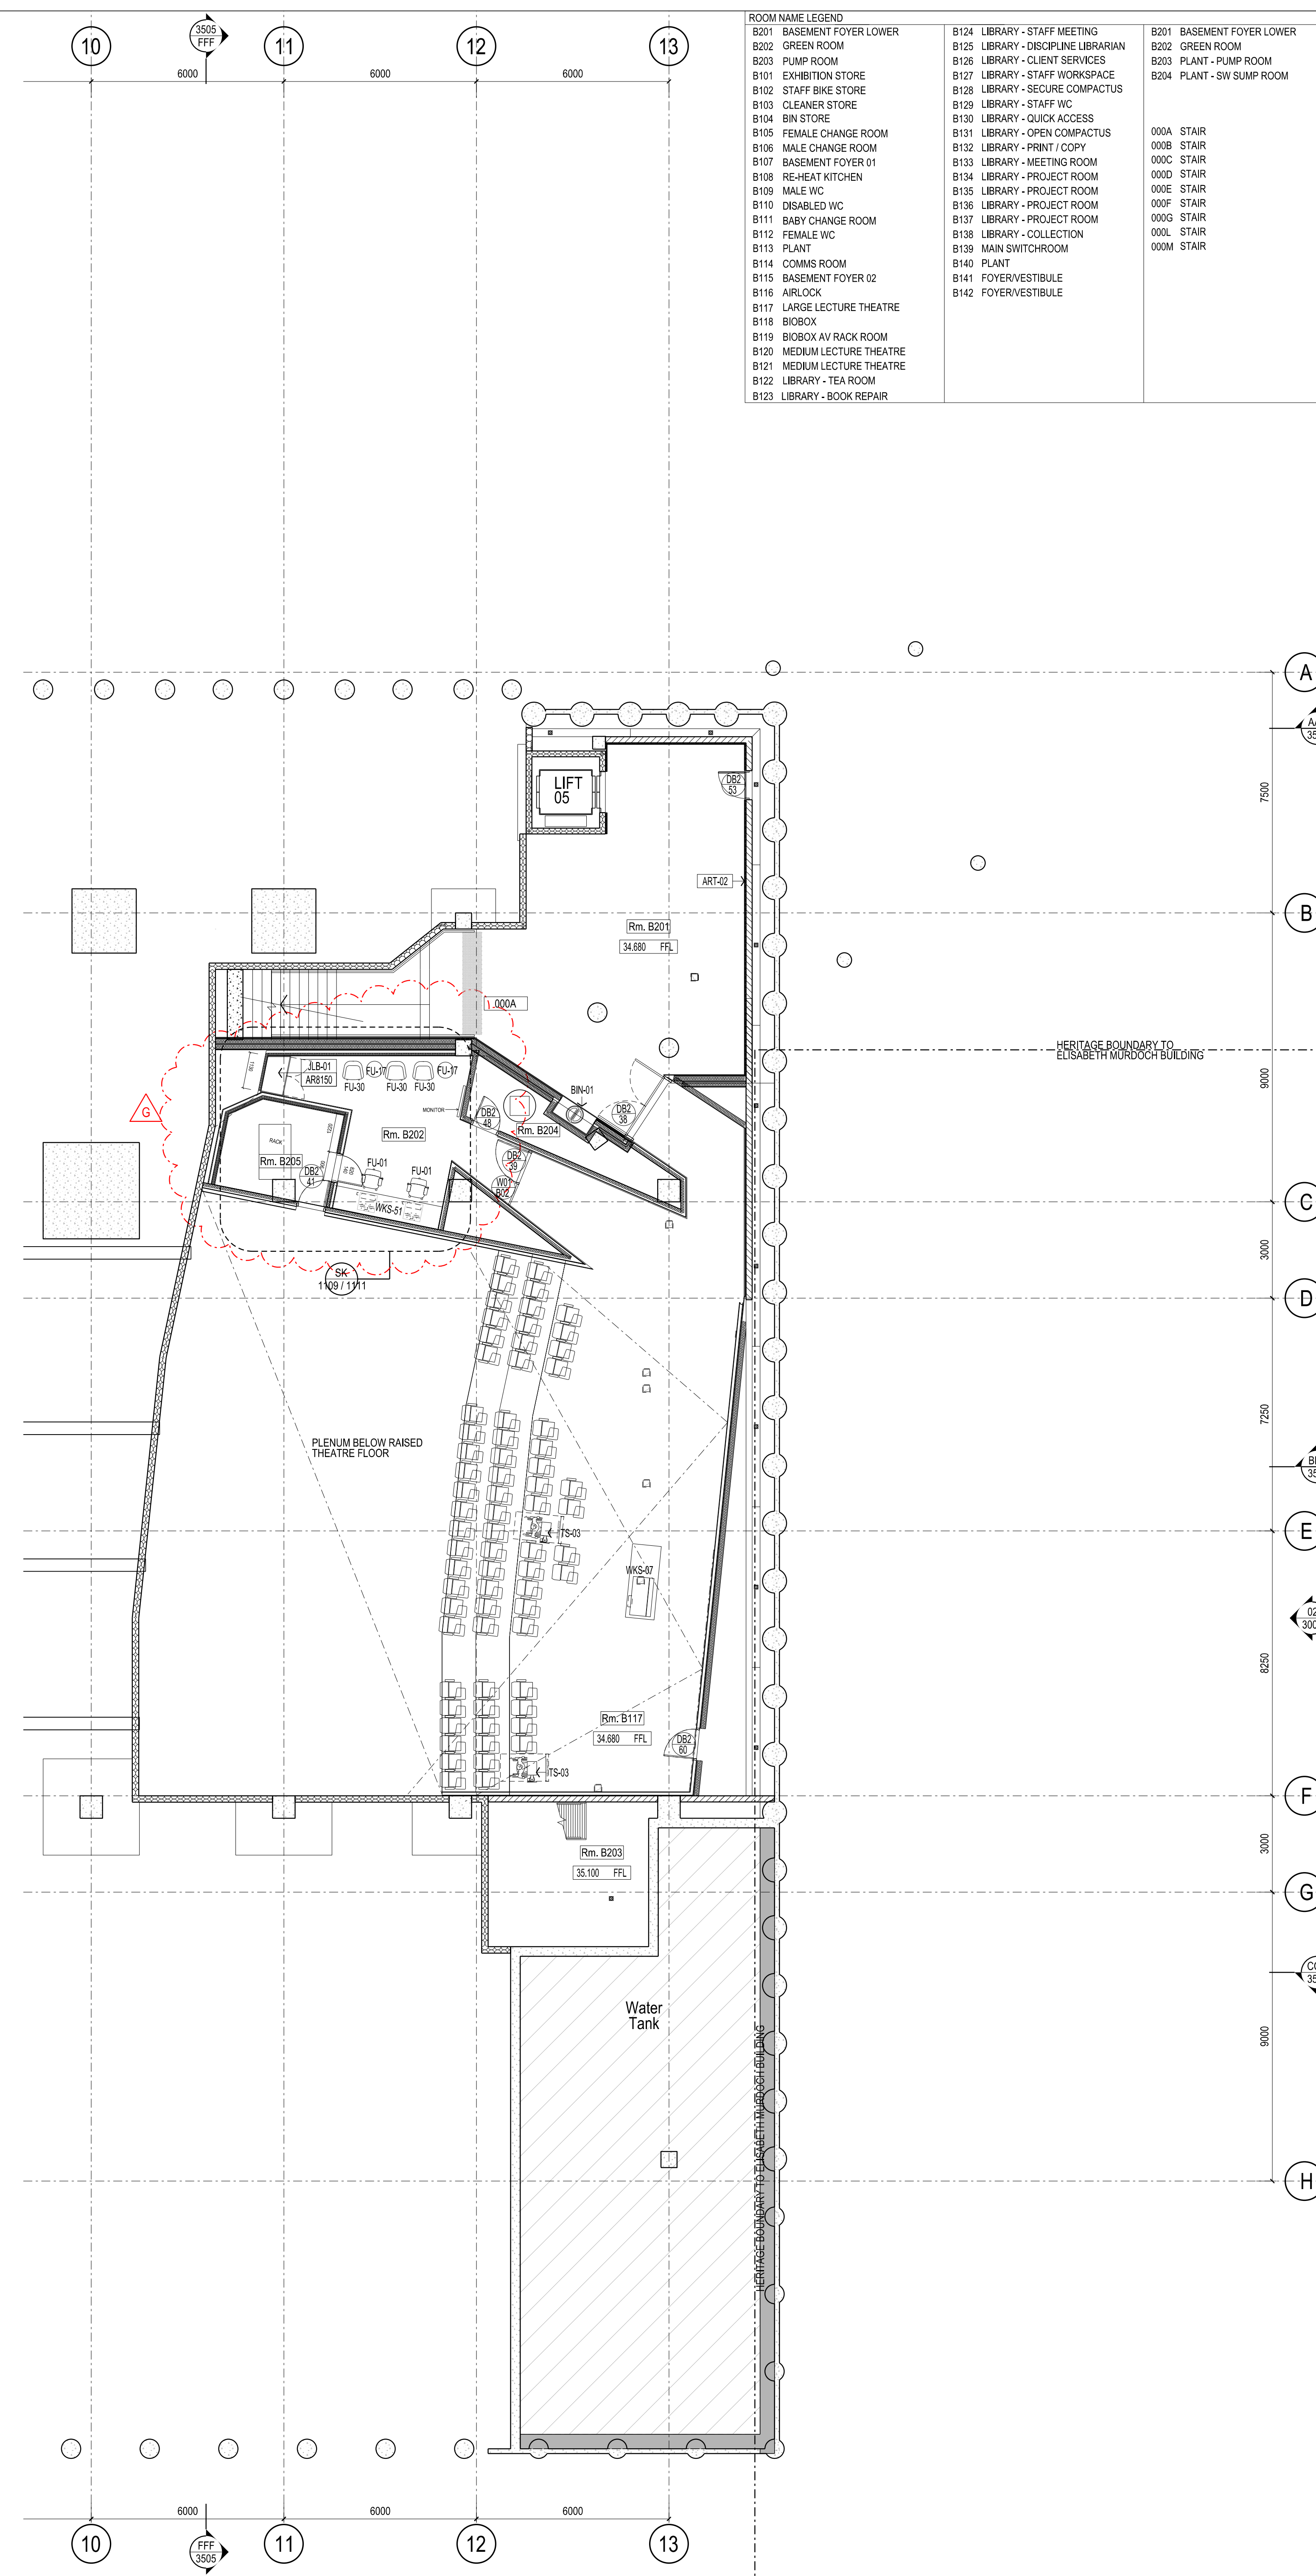 10
3505
FFF
11
12
13
6000
6000
6000
ROOM NAME LEGEND
B201 BASEMENT FOYER LOWER
B202 GREEN ROOM
B203 PUMP ROOM
B101 EXHIBITION STORE
B102 STAFF BIKE STORE
B103 CLEANER STORE
B104 BIN STORE
B105 FEMALE CHANGE ROOM
B106 MALE CHANGE ROOM
B107 BASEMENT FOYER 01
B108 RE-HEAT KITCHEN
B109 MALE WC
B110 DISABLED WC
B111 BABY CHANGE ROOM
B112 FEMALE WC
B113 PLANT
B114 COMMS ROOM
B115 BASEMENT FOYER 02
B116 AIRLOCK
B117 LARGE LECTURE THEATRE
B118 BIOBOX
B119 BIOBOX AV RACK ROOM
B120 MEDIUM LECTURE THEATRE
B121 MEDIUM LECTURE THEATRE
B122 LIBRARY - TEA ROOM
B123 LIBRARY - BOOK REPAIR
B124 LIBRARY - STAFF MEETING
B125 LIBRARY - DISCIPLINE LIBRARIAN
B126 LIBRARY - CLIENT SERVICES
B127 LIBRARY - STAFF WORKSPACE
B128 LIBRARY - SECURE COMPACTUS
B129 LIBRARY - STAFF WC
B130 LIBRARY - QUICK ACCESS
B131 LIBRARY - OPEN COMPACTUS
B132 LIBRARY - PRINT / COPY
B133 LIBRARY - MEETING ROOM
B134 LIBRARY - PROJECT ROOM
B135 LIBRARY - PROJECT ROOM
B136 LIBRARY - PROJECT ROOM
B137 LIBRARY - PROJECT ROOM
B138 LIBRARY - COLLECTION
B139 MAIN SWITCHROOM
B140 PLANT
B141 FOYER/VESTIBULE
B142 FOYER/VESTIBULE
B201 BASEMENT FOYER LOWER
B202 GREEN ROOM
B203 PLANT - PUMP ROOM
B204 PLANT - SW SUMP ROOM
000A STAIR
000B STAIR
000C STAIR
000D STAIR
000E STAIR
000F STAIR
000G STAIR
000L STAIR
000M STAIR
A
7500
LIFT
05
DB2
53
ART-02
B
Rm. B201
34.680 FFL
.000A
HERITAGE BOUNDARY TO
ELISABETH MURDOCH BUILDING
9000
JLB-01
AR8150
1150
FU-17
FU-17
FU-30
FU-30
FU-30
BIN-01
G
MONITOR
DB2
48
DB2
38
Rm. B202
Rm. B204
RACK
1220
Rm. B205
DB2
41
FU-01
FU-01
DB2
39
W01
B02
WKS-51
C
3000
SK
1109 / 1111
D
7250
PLENUM BELOW RAISED
THEATRE FLOOR
TS-03
E
WKS-07
8250
Rm. B117
34.680 FFL
DB2
60
TS-03
F
3000
Rm. B203
35.100 FFL
G
Water
Tank
9000
HERITAGE BOUNDARY TO ELISABETH MURDOCH BUILDING
H
6000
6000
6000
10
FFF
3505
11
12
13